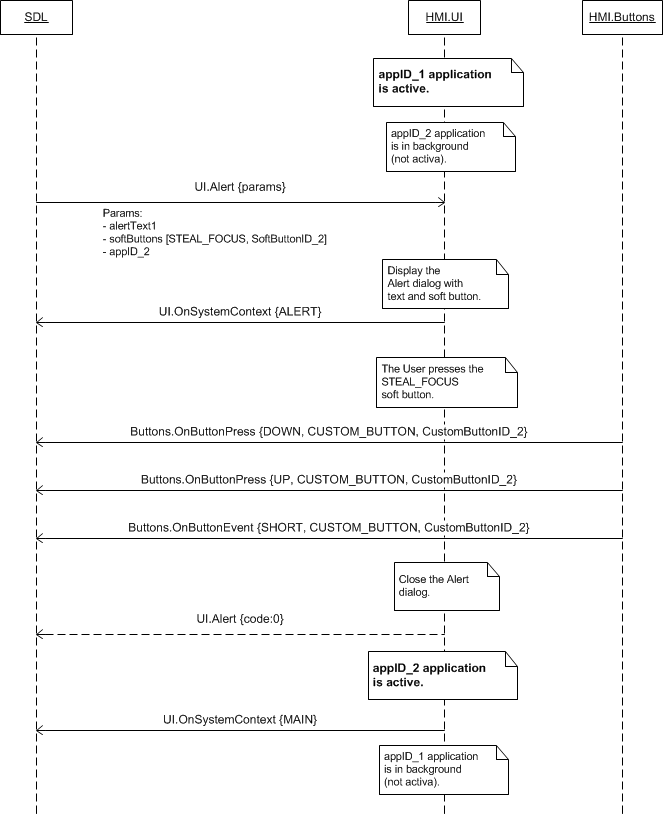 SDL
HMI.UI
HMI.Buttons
appID_1 application
is active.
appID_2 application
is in background
(not activa).
UI.Alert {params}
Params:
- alertText1
- softButtons [STEAL_FOCUS, SoftButtonID_2]
- appID_2
Display the
Alert dialog with
text and soft button.
UI.OnSystemContext {ALERT}
The User presses the
STEAL_FOCUS
soft button.
Buttons.OnButtonPress {DOWN, CUSTOM_BUTTON, CustomButtonID_2}
Buttons.OnButtonPress {UP, CUSTOM_BUTTON, CustomButtonID_2}
Buttons.OnButtonEvent {SHORT, CUSTOM_BUTTON, CustomButtonID_2}
Close the Alert
dialog.
UI.Alert {code:0}
appID_2 application
is active.
UI.OnSystemContext {MAIN}
appID_1 application
is in background
(not activa).